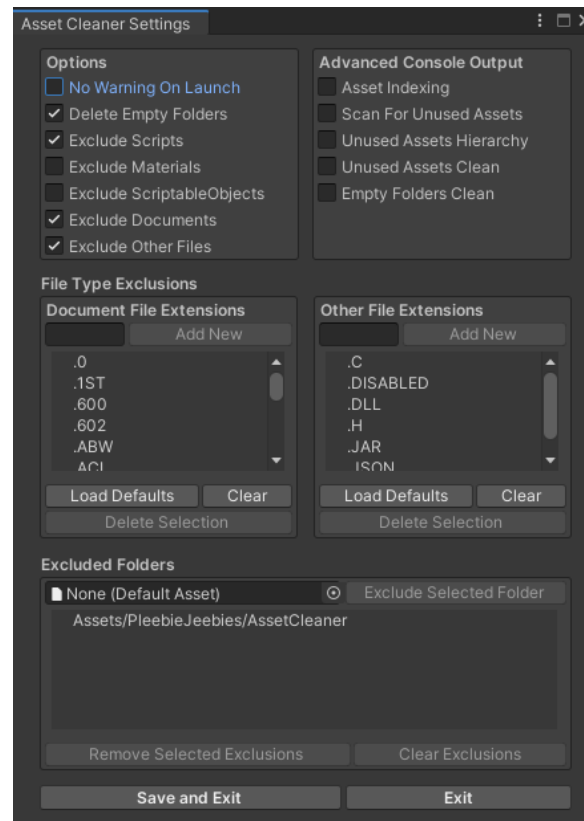 Asset Cleaner Settings
Options
No Warning On Launch
Delete Empty Folders
Exclude Scripts
Exclude Materials
Exclude ScriptableObjects
Exclude Documents
Exclude Other Files
Advanced Console Output
Asset Indexing
Scan For Unused Assets
Unused Assets Hierarchy
Unused Assets Clean
Empty Folders Clean
File Type Exclusions
Document File Extensions
Add New
.0
.1ST
.600
.602
.ABW
.ACL
Load Defaults Clear
Delete Selection
Other File Extensions
Add New
.C
.DISABLED
.DLL
.H
.JAR
.JSON
Load Defaults Clear
Delete Selection
Excluded Folders
None (Default Asset) Exclude Selected Folder
Assets/PleebieJeebies/AssetCleaner
Remove Selected Exclusions Clear Exclusions
Save and Exit Exit